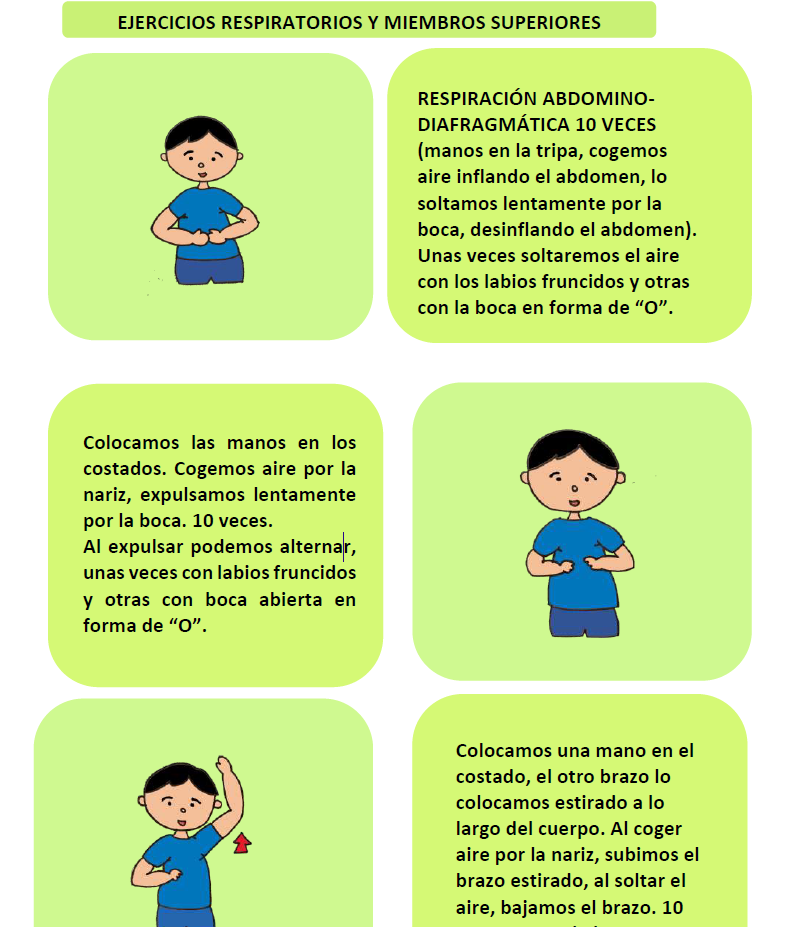 EJERCICIOS RESPIRATORIOS Y MIEMBROS SUPERIORES
RESPIRACIÓN ABDOMINO-
DIAFRAGMÁTICA 10 VECES
(manos en la tripa, cogemos
aire inflando el abdomen, lo
soltamos lentamente por la
boca, desinflando el abdomen).
Unas veces soltaremos el aire
con los labios fruncidos y otras
con la boca en forma de “O”.
Colocamos las manos en los
costados. Cogemos aire por la
nariz, expulsamos lentamente
por la boca. 10 veces.
Al expulsar podemos alternar,
unas veces con labios fruncidos
y otras con boca abierta en
forma de “O”.
Colocamos una mano en el
costado, el otro brazo lo
colocamos estirado a lo
largo del cuerpo. Al coger
aire por la nariz, subimos el
brazo estirado, al soltar el
aire, bajamos el brazo. 10